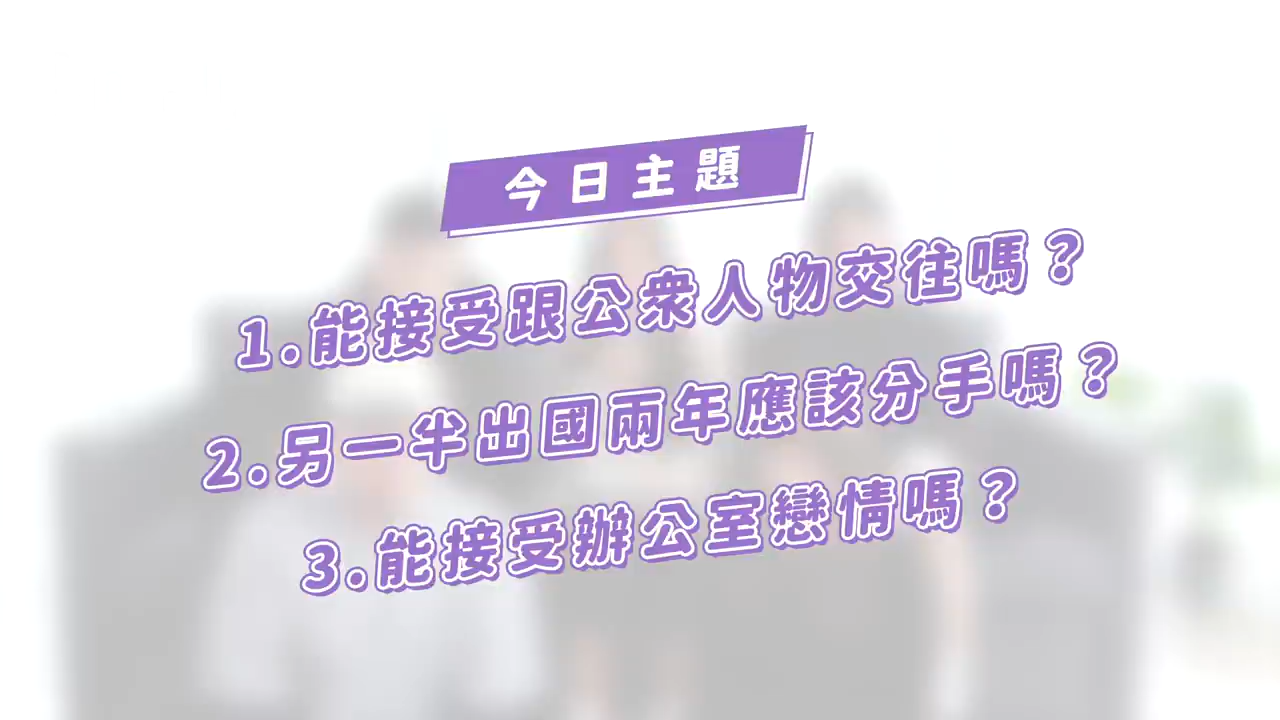 今日主題
1.能接受跟公眾人物交往嗎？
2.另一半出國兩年應該分手嗎？
3.能接受辦公室戀情嗎？